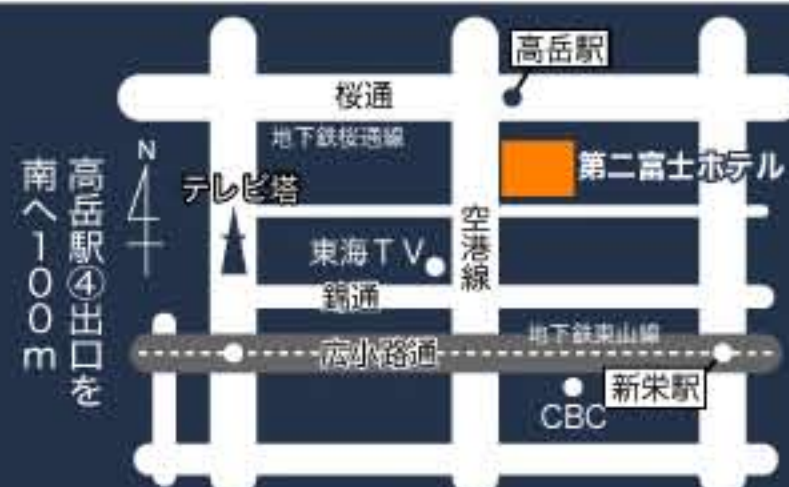 高岳駅
桜通
地下鉄桜通線
N
テレビ塔
第二富士ホテル
高岳駅④出口を
南へ100m
空港線
東海TV
錦通
地下鉄東山線
広小路通
新栄駅
CBC